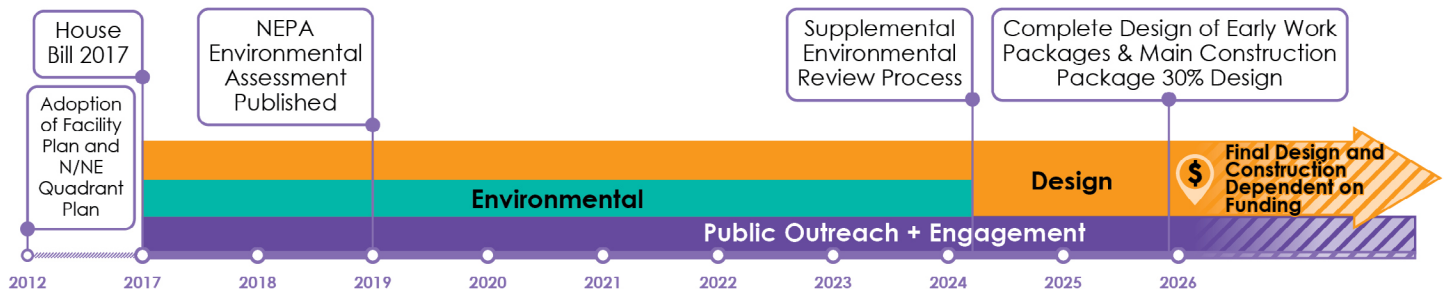 House
Bill 2017
Adoption
of Facility
Plan and
N/NE
Quadrant
Plan
NEPA
Environmental
Assessment
Published
Supplemental
Environmental
Review Process
Complete Design of Early Work
Packages & Main Construction
Package 30% Design
Environmental
Design
$
Final Design and
Construction
Dependent on
Funding
Public Outreach + Engagement
2012 2017 2018 2019 2020 2021 2022 2023 2024 2025 2026